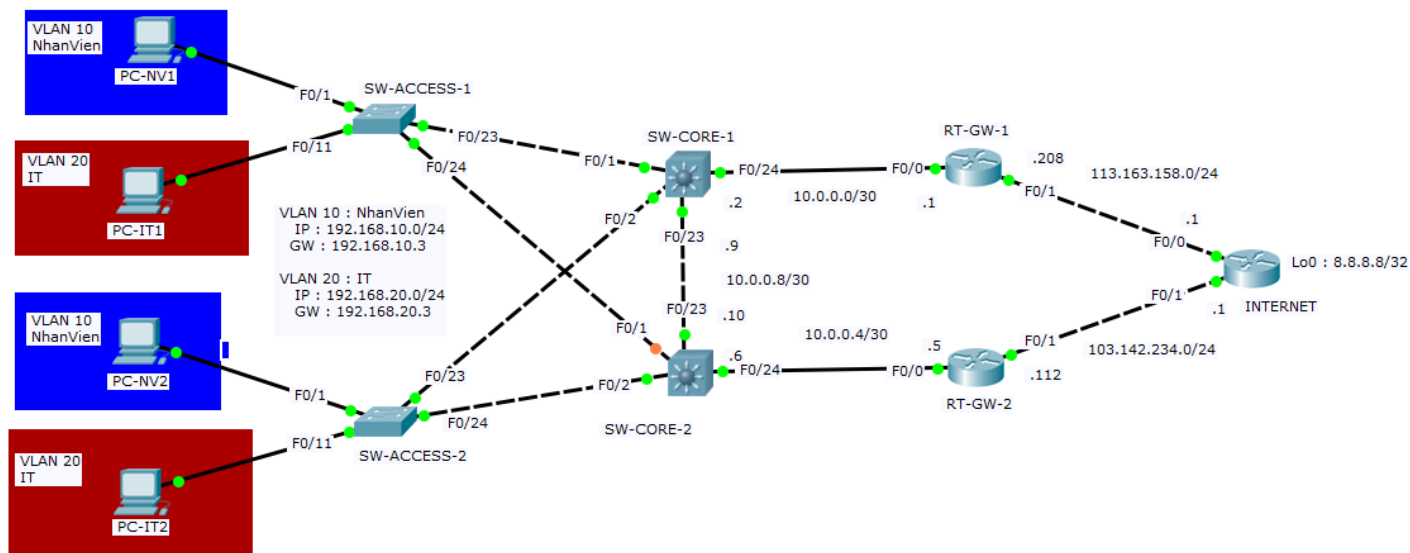 VLAN 10
NhanVien
PC-NV1
F0/1
SW-ACCESS-1
F0/11
F0/23
F0/24
VLAN 20
IT
PC-IT1
VLAN 10 : NhanVien
IP : 192.168.10.0/24
GW : 192.168.10.3
VLAN 20 : IT
IP : 192.168.20.0/24
GW : 192.168.20.3
VLAN 10
NhanVien
PC-NV2
F0/1
F0/11
F0/23
F0/24
SW-ACCESS-2
VLAN 20
IT
PC-IT2
SW-CORE-1
F0/1
F0/2
F0/24
.2
F0/23
.9
10.0.0.8/30
F0/23
.10
F0/1
.6
F0/2
F0/24
SW-CORE-2
10.0.0.0/30
RT-GW-1
F0/0
.1
.208
F0/1
113.163.158.0/24
10.0.0.4/30
.5
F0/0
F0/1
.112
RT-GW-2
103.142.234.0/24
.1
F0/0
F0/1
.1
INTERNET
Lo0 : 8.8.8.8/32